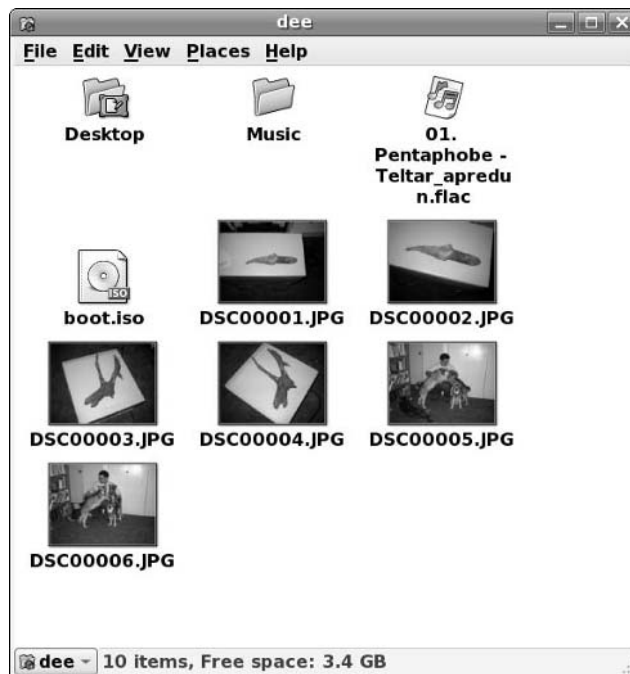 dee
File Edit View Places Help
Desktop
Music
01.
Pentaphobe -
Teltar_apredu
n.flac
ISO
boot.iso
DSC00001.JPG
DSC00002.JPG
DSC00003.JPG
DSC00004.JPG
DSC00005.JPG
DSC00006.JPG
dee
10 items, Free space: 3.4 GB